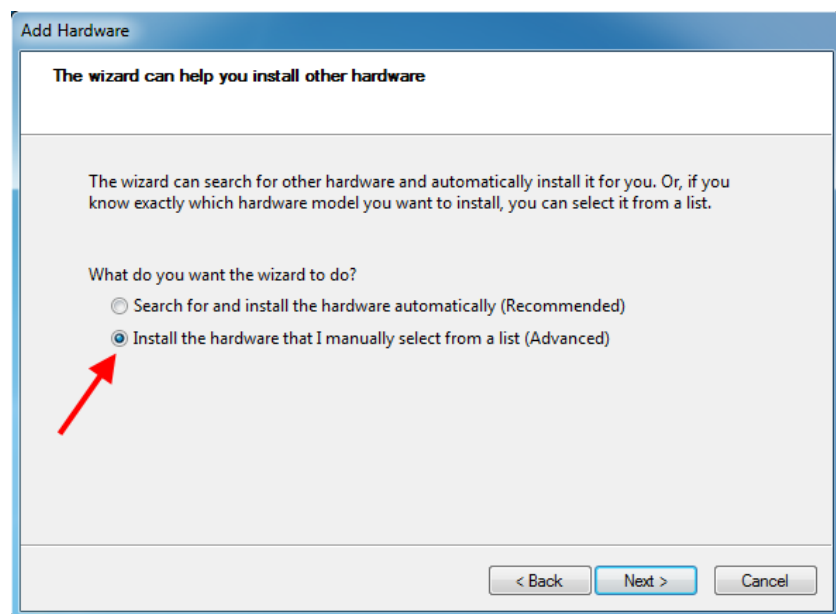 Add Hardware
The wizard can help you install other hardware
The wizard can search for other hardware and automatically install it for you. Or, if you
know exactly which hardware model you want to install, you can select it from a list.
What do you want the wizard to do?
Search for and install the hardware automatically (Recommended)
Install the hardware that I manually select from a list (Advanced)
< Back Next > Cancel